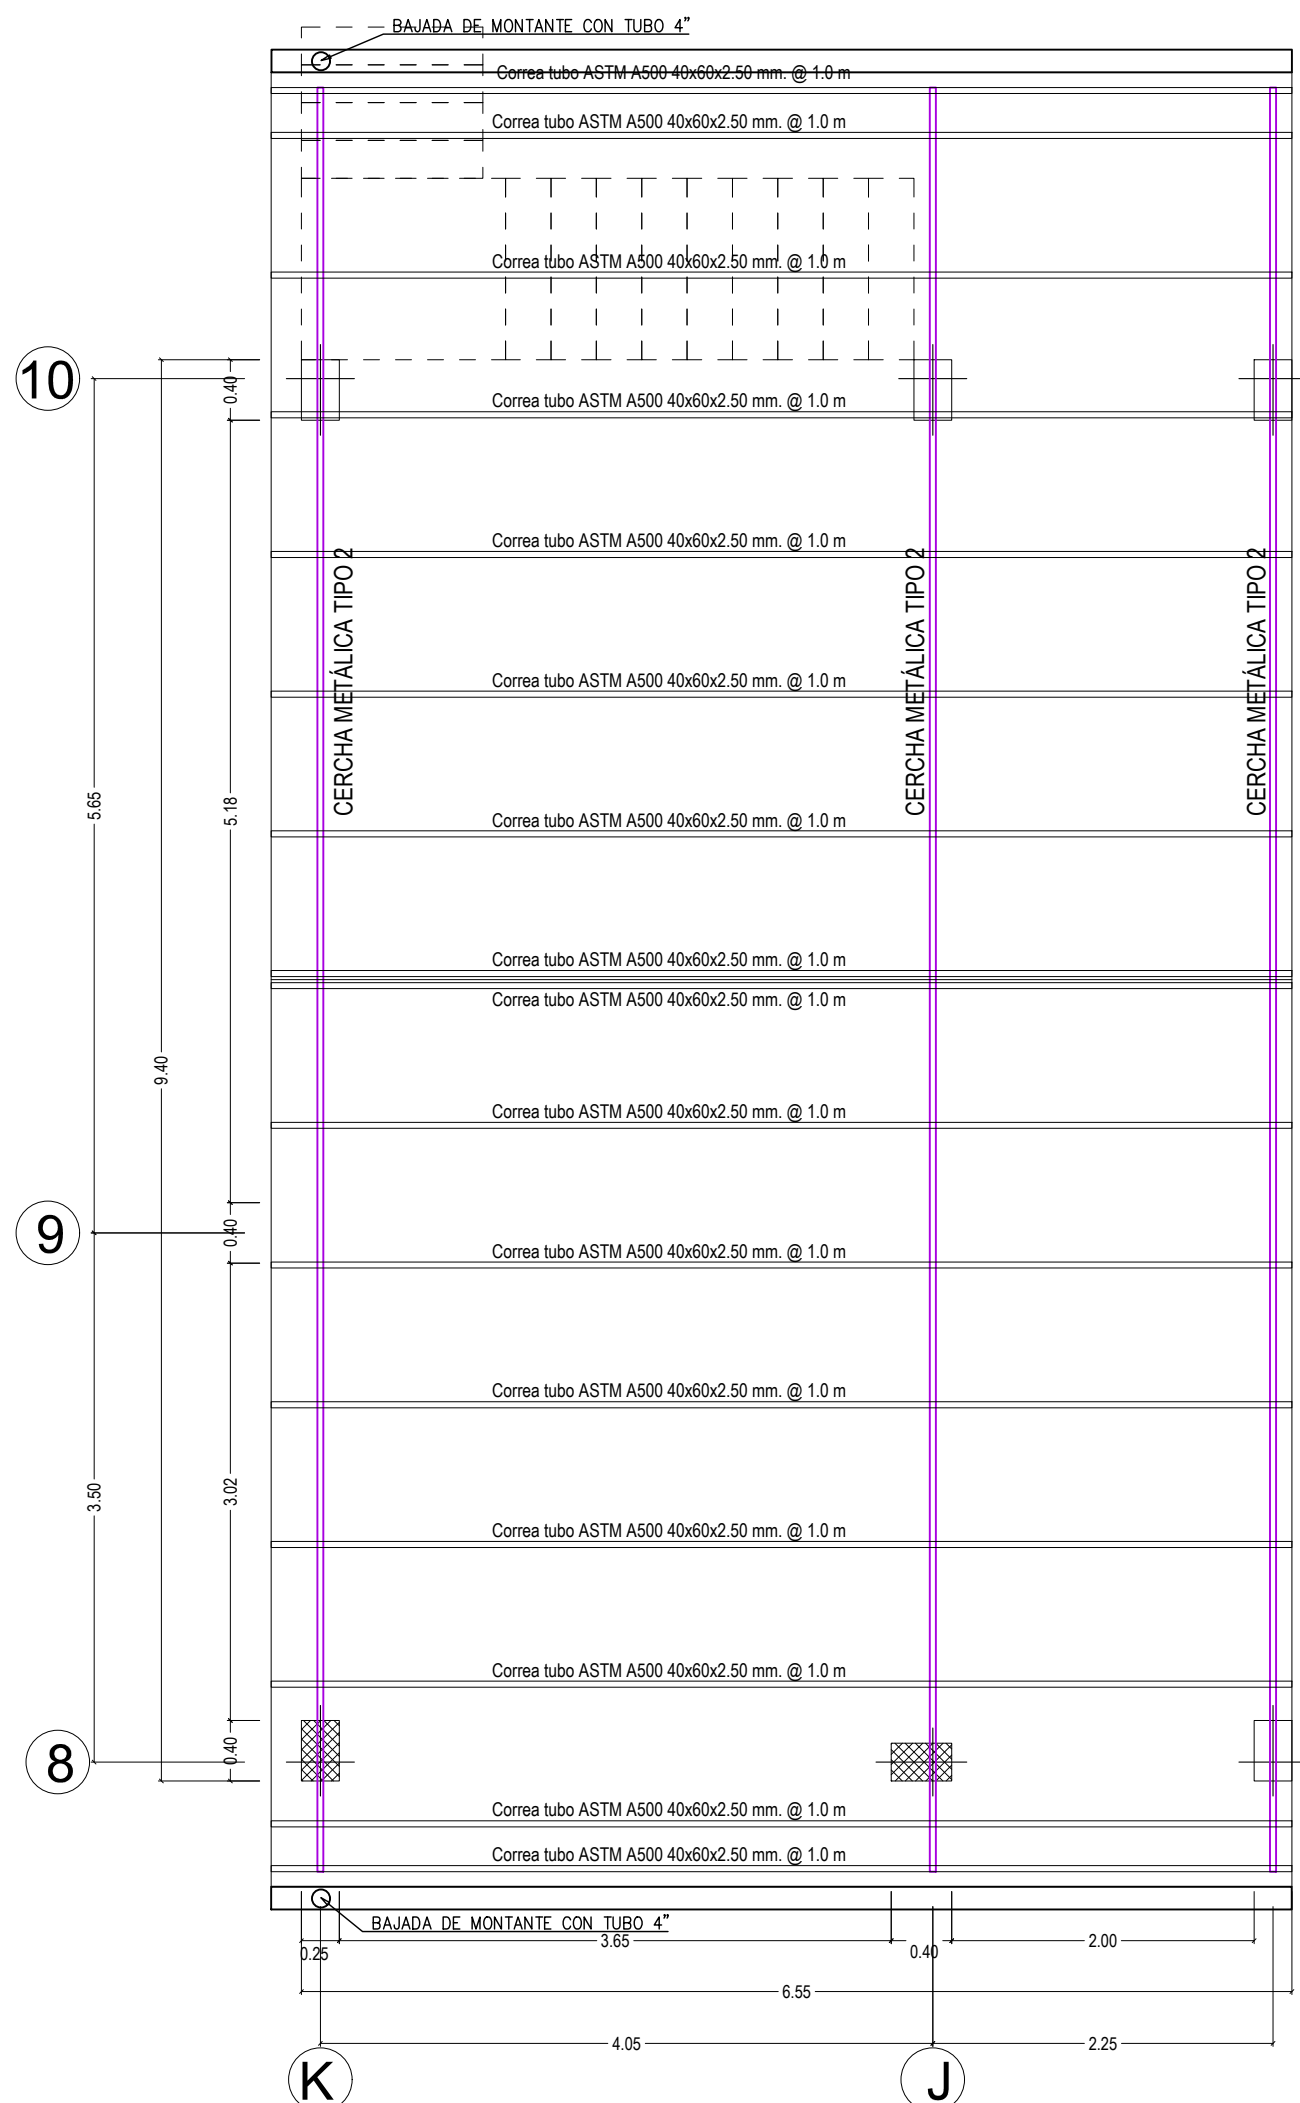 BAJADA DE MONTANTE CON TUBO 4"
Correa tubo ASTM A500 40x60x2.50 mm. @ 1.0 m
Correa tubo ASTM A500 40x60x2.50 mm. @ 1.0 m
Correa tubo ASTM A500 40x60x2.50 mm. @ 1.0 m
10
0.40
Correa tubo ASTM A500 40x60x2.50 mm. @ 1.0 m
Correa tubo ASTM A500 40x60x2.50 mm. @ 1.0 m
CERCHA METÁLICA TIPO 2
CERCHA METÁLICA TIPO 2
CERCHA METÁLICA TIPO 2
Correa tubo ASTM A500 40x60x2.50 mm. @ 1.0 m
5.65
5.18
Correa tubo ASTM A500 40x60x2.50 mm. @ 1.0 m
Correa tubo ASTM A500 40x60x2.50 mm. @ 1.0 m
Correa tubo ASTM A500 40x60x2.50 mm. @ 1.0 m
9.40
Correa tubo ASTM A500 40x60x2.50 mm. @ 1.0 m
9
0.40
Correa tubo ASTM A500 40x60x2.50 mm. @ 1.0 m
Correa tubo ASTM A500 40x60x2.50 mm. @ 1.0 m
3.50
3.02
Correa tubo ASTM A500 40x60x2.50 mm. @ 1.0 m
Correa tubo ASTM A500 40x60x2.50 mm. @ 1.0 m
8
0.40
Correa tubo ASTM A500 40x60x2.50 mm. @ 1.0 m
Correa tubo ASTM A500 40x60x2.50 mm. @ 1.0 m
BAJADA DE MONTANTE CON TUBO 4"
0.25
3.65
0.40
2.00
6.55
4.05
2.25
K
J